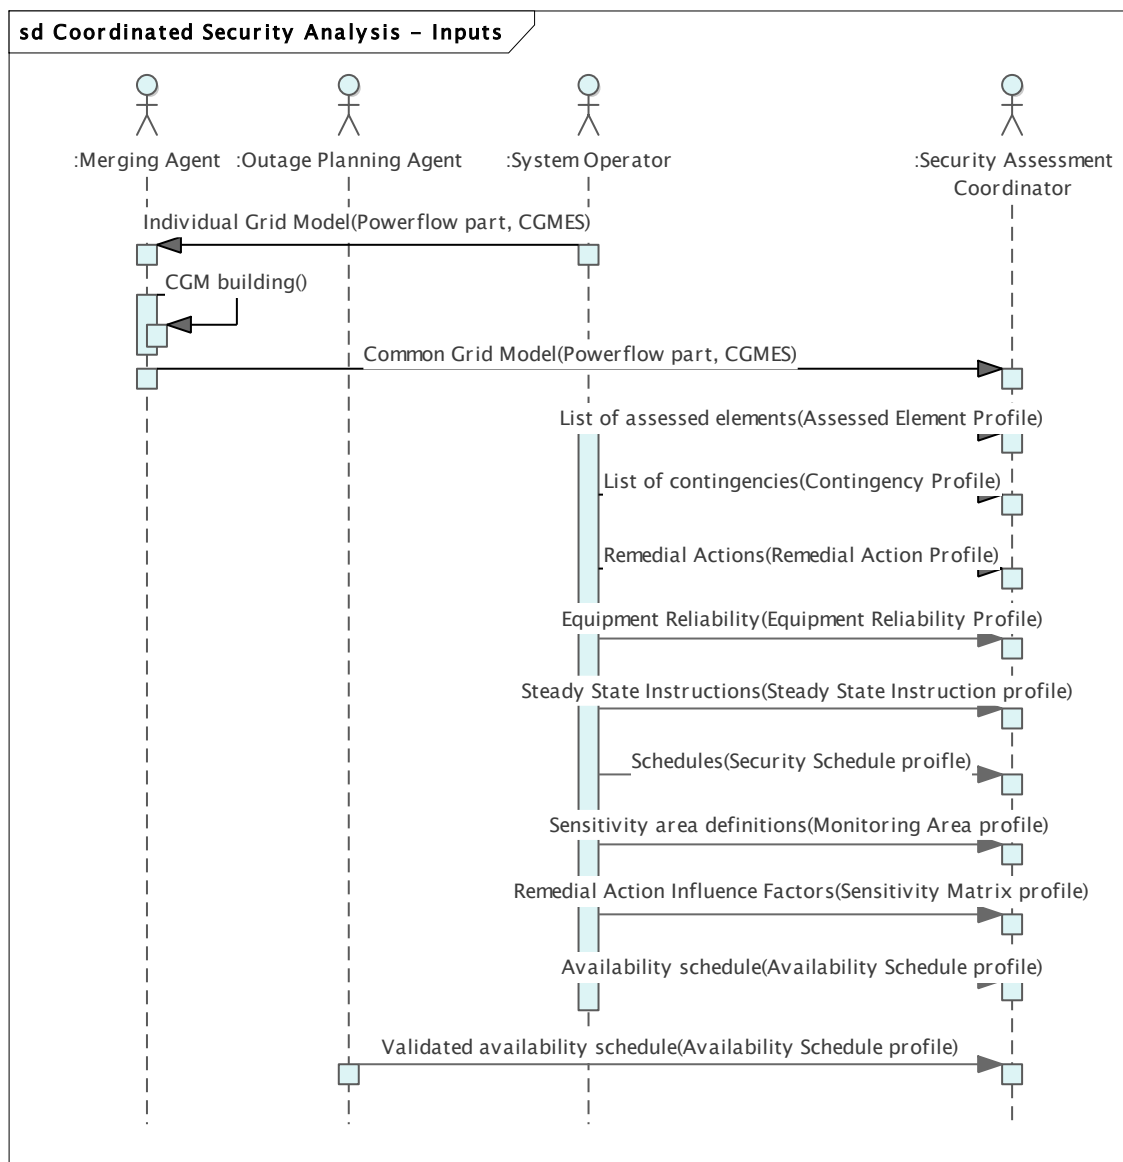 sd Coordinated Security Analysis – Inputs
:Merging Agent
:Outage Planning Agent
:System Operator
:Security Assessment
Coordinator
Individual Grid Model(Powerflow part, CGMES)
CGM building()
Common Grid Model(Powerflow part, CGMES)
List of assessed elements(Assessed Element Profile)
List of contingencies(Contingency Profile)
Remedial Actions(Remedial Action Profile)
Equipment Reliability(Equipment Reliability Profile)
Steady State Instructions(Steady State Instruction profile)
Schedules(Security Schedule proifle)
Sensitivity area definitions(Monitoring Area profile)
Remedial Action Influence Factors(Sensitivity Matrix profile)
Availability schedule(Availability Schedule profile)
Validated availability schedule(Availability Schedule profile)